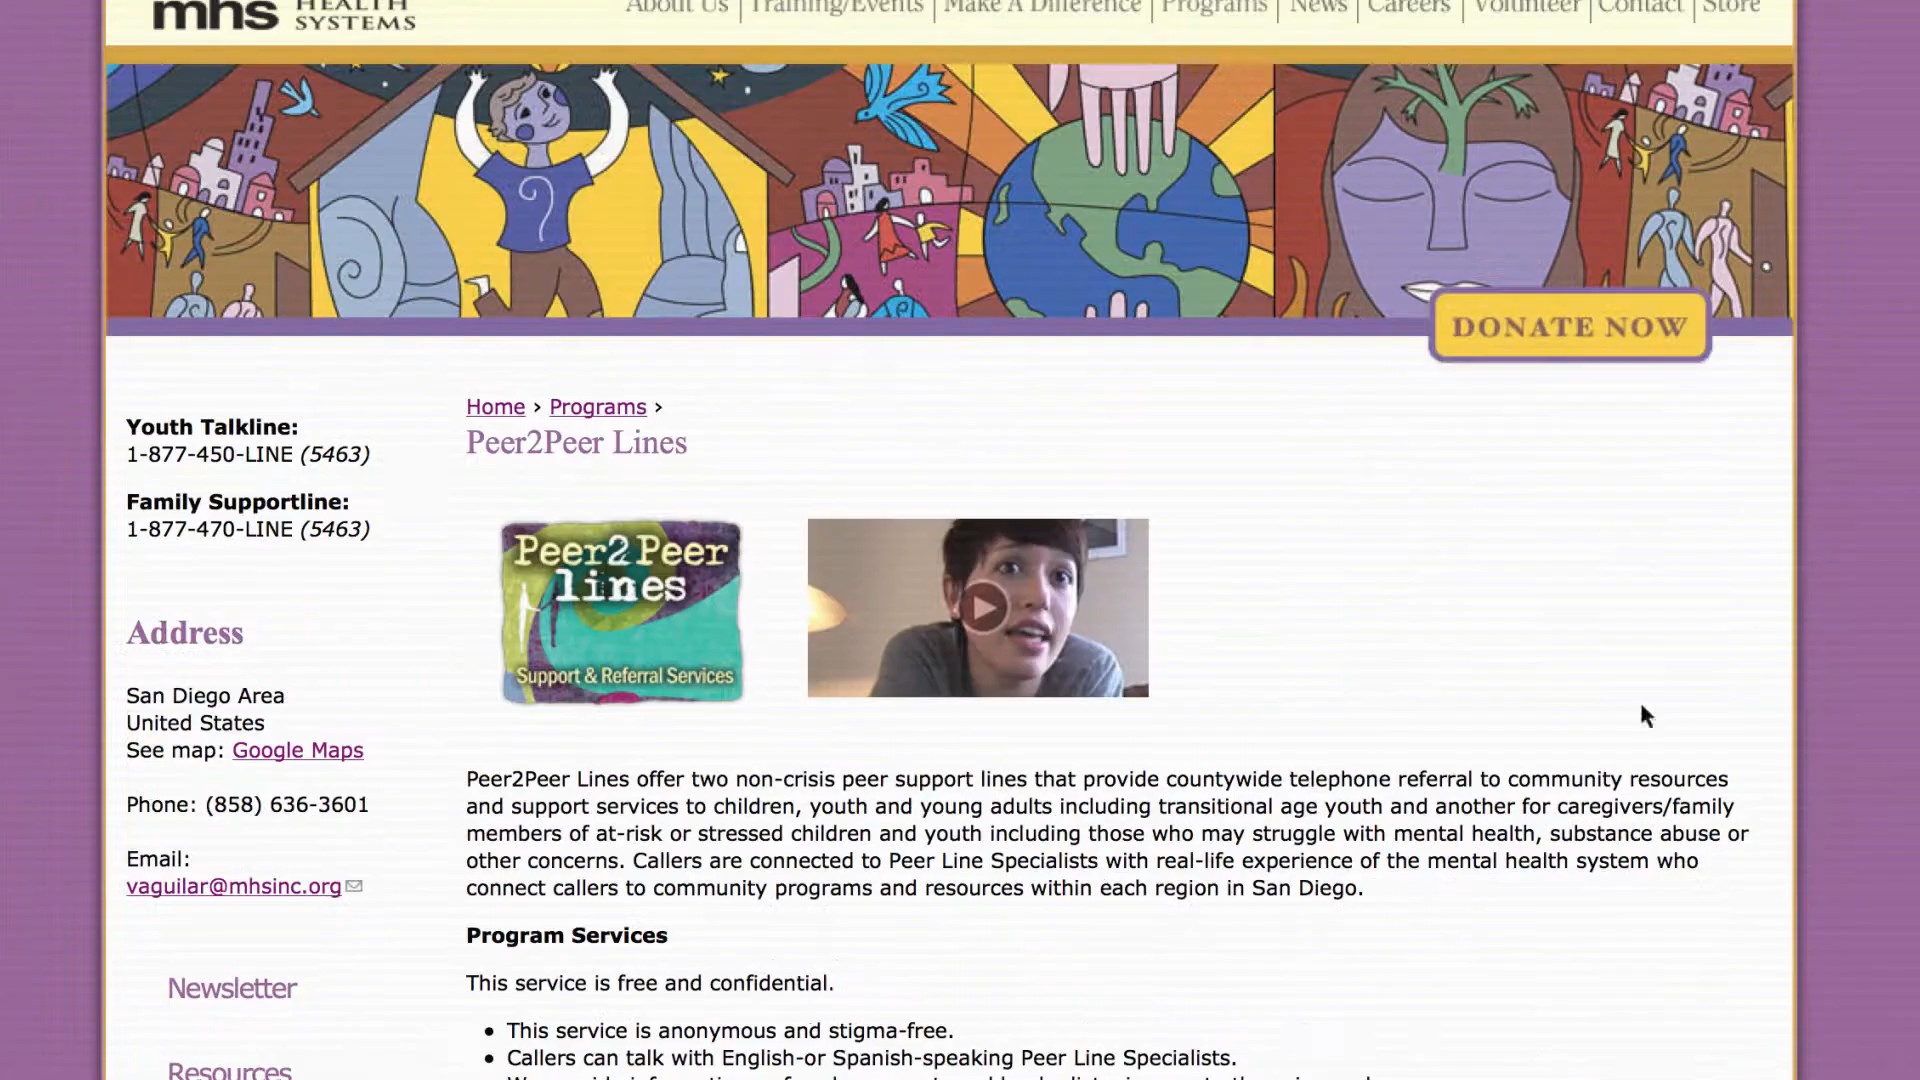 mhs HEALTH SYSTEMS
About Us | Training/Events | Make A Difference | Programs | News | Careers | Volunteer | Contact | Store
DONATE NOW
Youth Talkline:
1-877-450-LINE (5463)
Family Supportline:
1-877-470-LINE (5463)
Address
San Diego Area
United States
See map: Google Maps
Phone: (858) 636-3601
Email:
vaguilar@mhsinc.org
Newsletter
Resources
Home › Programs ›
Peer2Peer Lines
Peer2Peer
lines
Support & Referral Services
Peer2Peer Lines offer two non-crisis peer support lines that provide countywide telephone referral to community resources
and support services to children, youth and young adults including transitional age youth and another for caregivers/family
members of at-risk or stressed children and youth including those who may struggle with mental health, substance abuse or
other concerns. Callers are connected to Peer Line Specialists with real-life experience of the mental health system who
connect callers to community programs and resources within each region in San Diego.
Program Services
This service is free and confidential.
• This service is anonymous and stigma-free.
• Callers can talk with English-or Spanish-speaking Peer Line Specialists.